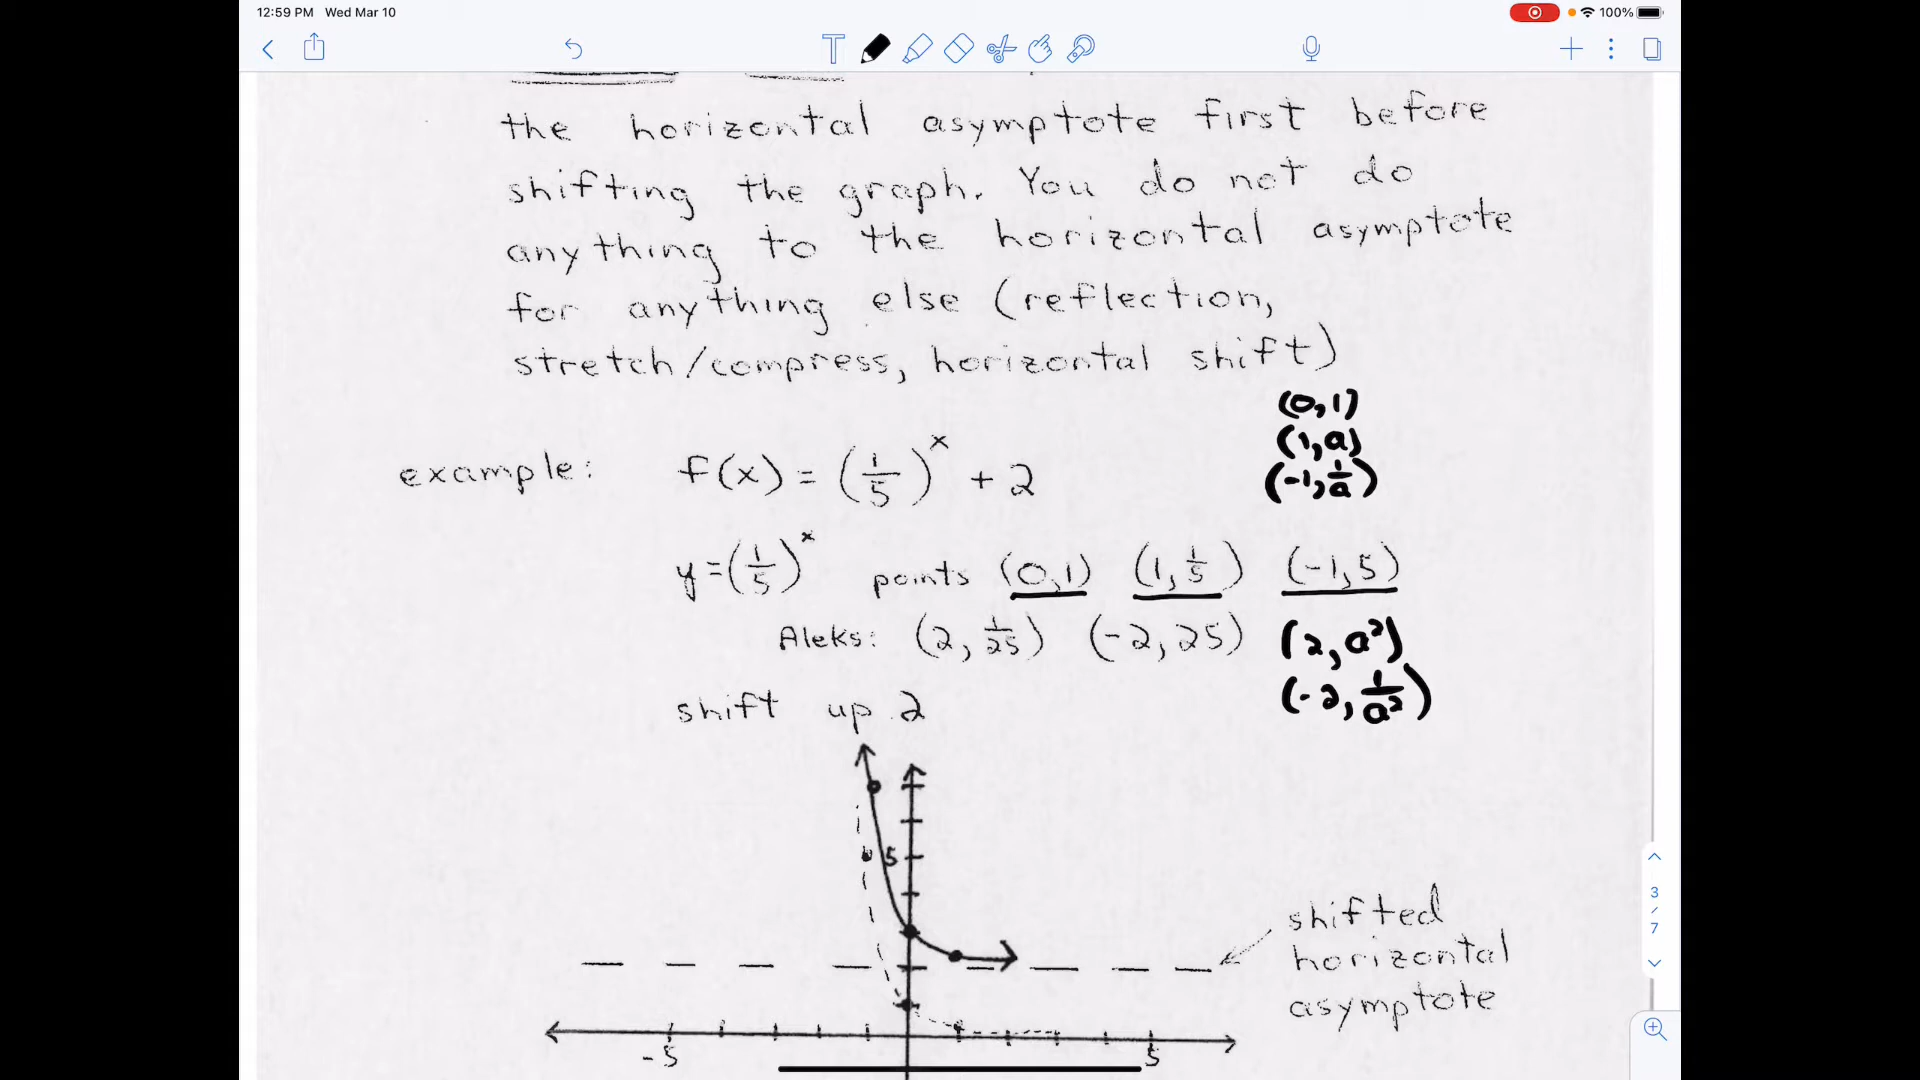 12:59 PM Wed Mar 10
100%
the horizontal asymptote first before
shifting the graph. You do not do
anything to the horizontal asymptote
for anything else (reflection,
stretch/compress, horizontal shift)
(0,1)
(1,a)
(-1, 1/a)
example: f(x) = (1/5)^x + 2
y = (1/5)^x points (0,1) (1, 1/5) (-1,5)
Aleks: (2, 1/25) (-2, 25) (2, a²)
(-2, 1/a²)
shift up 2
5
shifted
horizontal
asymptote
-5 5
3
/
7